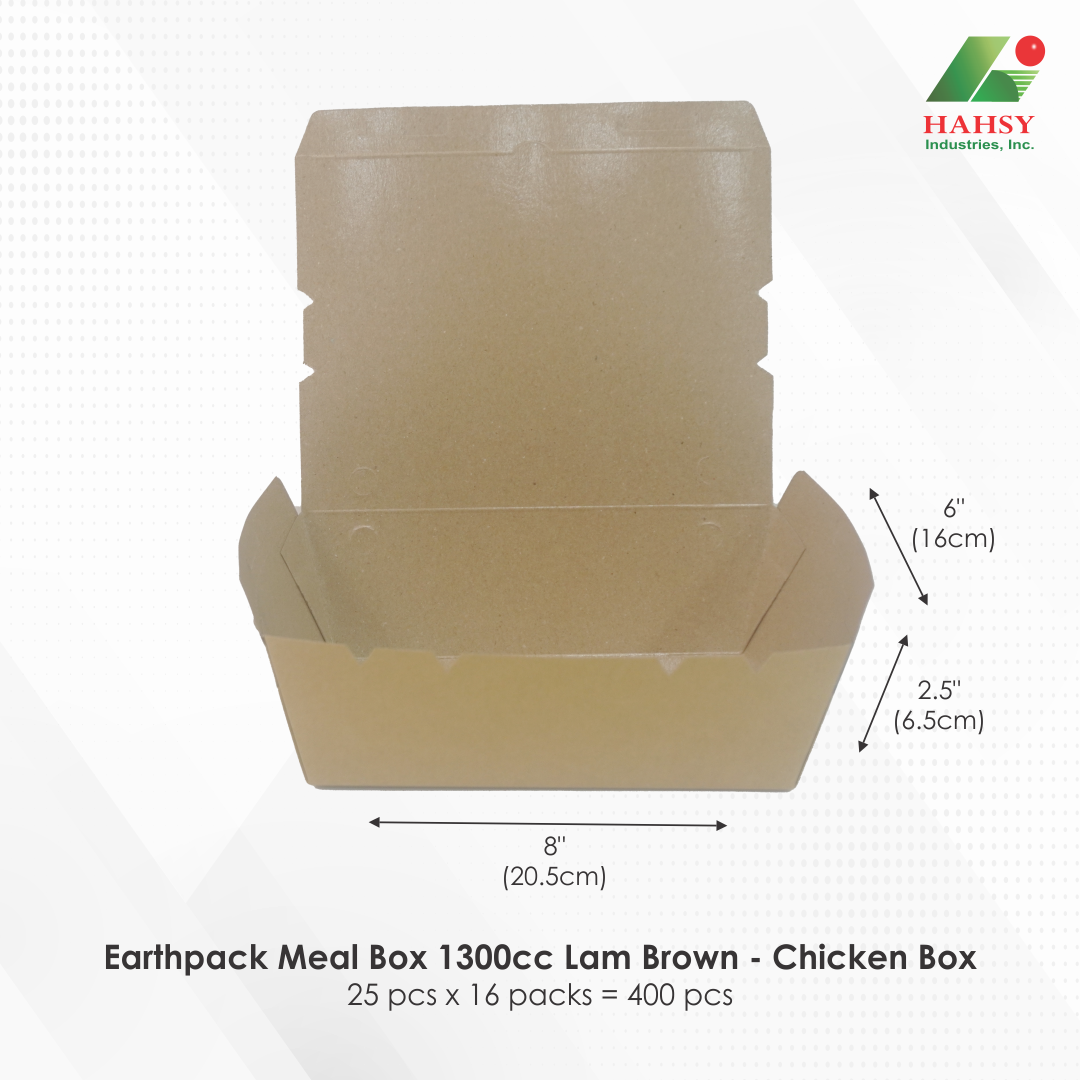 HAHSY
Industries, Inc.
6"
(16cm)
2.5"
(6.5cm)
8"
(20.5cm)
Earthpack Meal Box 1300cc Lam Brown - Chicken Box
25 pcs x 16 packs = 400 pcs